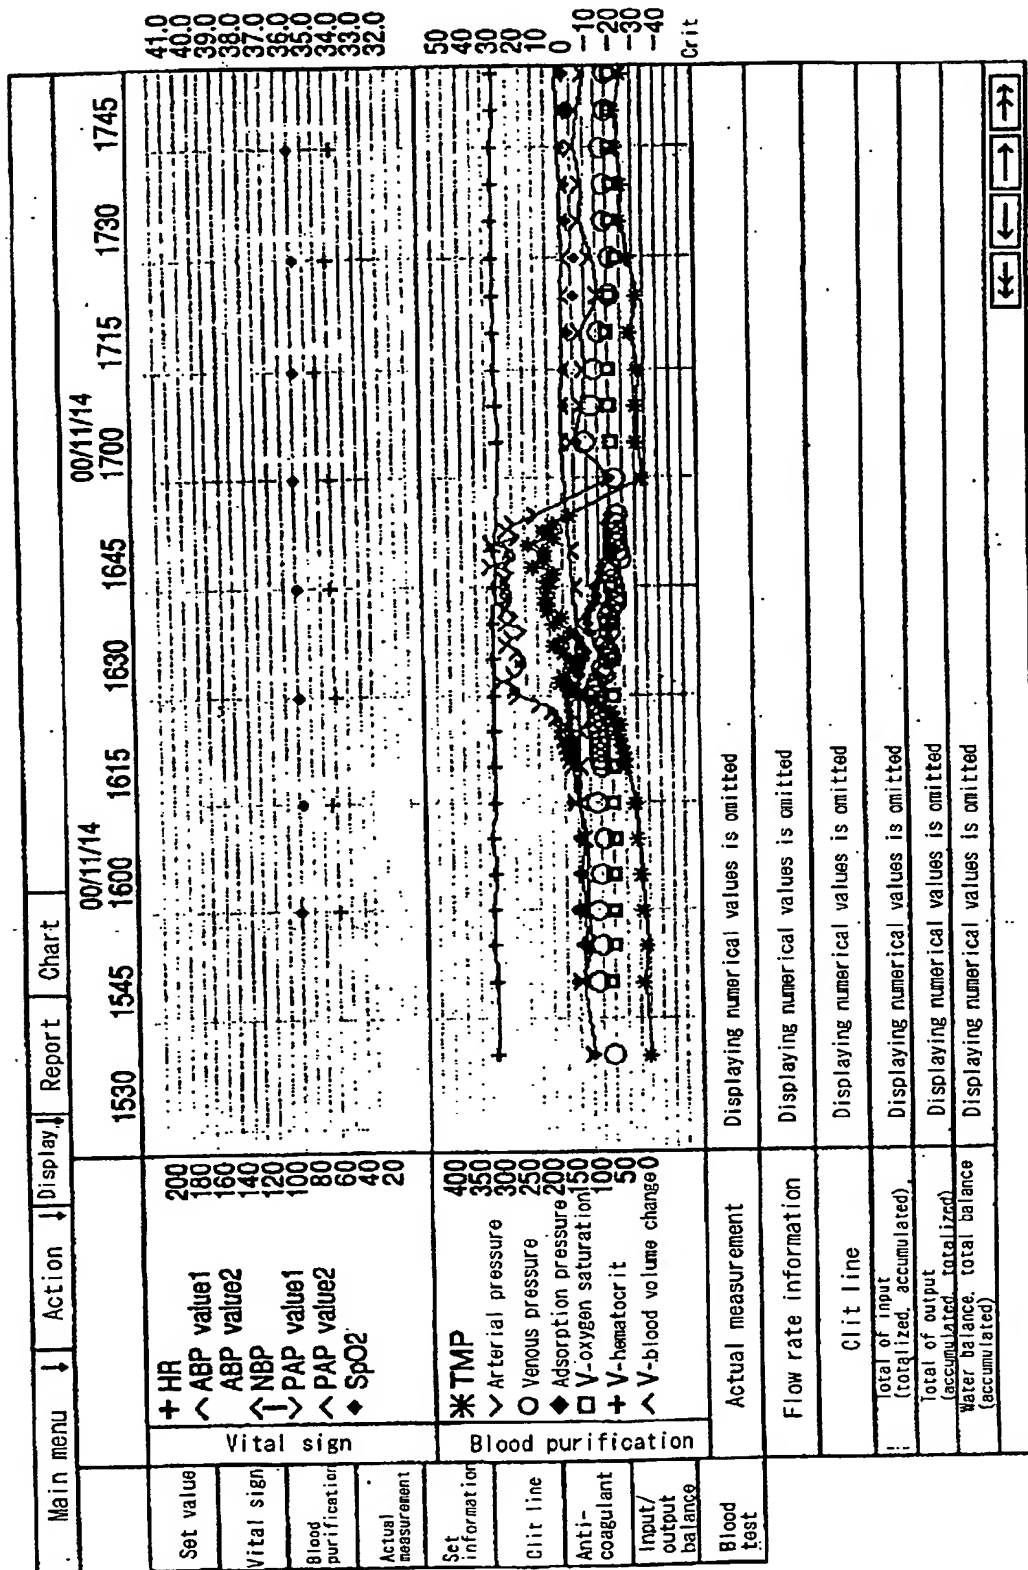 Main menu ↓ Action ↓ Display ↓ Report Chart
00/11/14 00/11/14
1530 1545 1600 1615 1630 1645 1700 1715 1730 1745
Set value
Vital sign
Blood purification
Actual measurement
Set information
Clit line
Anti-coagulant
Input/output balance
Blood test
Vital sign
+ HR
∧ ABP value1
ABP value2
NBP
∨ PAP value1
∧ PAP value2
◆ SpO2
200
180
160
140
120
100
80
60
40
20
41.0
40.0
39.0
38.0
37.0
36.0
35.0
34.0
33.0
32.0
Blood purification
TMP
∨ Arterial pressure
○ Venous pressure
◆ Adsorption pressure
□ V-oxygen saturation
+ V-hematocrit
∧ V-blood volume change
400
350
300
250
200
150
100
50
0
50
40
30
20
10
0
-10
-20
-30
-40
Crit
Actual measurement Displaying numerical values is omitted
Flow rate information Displaying numerical values is omitted
Clit line Displaying numerical values is omitted
Total of input
(totalized, accumulated), Displaying numerical values is omitted
Total of output
(accumulated, totalized) Displaying numerical values is omitted
Water balance, total balance
(accumulated) Displaying numerical values is omitted